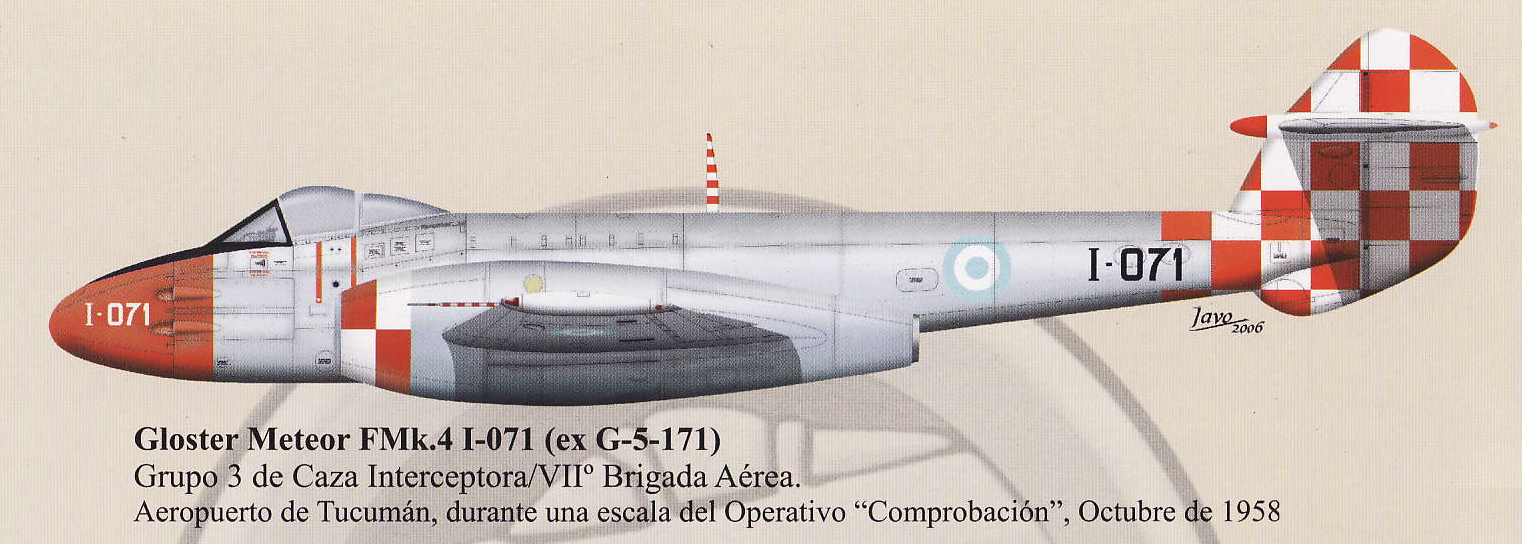 I-071
I-071
Javo
2006
Gloster Meteor FMk.4 I-071 (ex G-5-171)
Grupo 3 de Caza Interceptora/VIIº Brigada Aérea.
Aeropuerto de Tucumán, durante una escala del Operativo “Comprobación”, Octubre de 1958